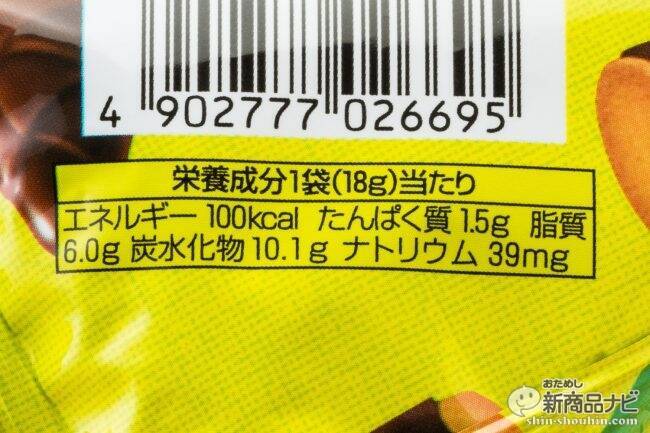 4 902777 026695
栄養成分1袋(18g)当たり
エネルギー 100kcal たんぱく質 1.5g 脂質
6.0g 炭水化物 10.1g ナトリウム 39mg
おためし
新商品ナビ
shin-shouhin.com